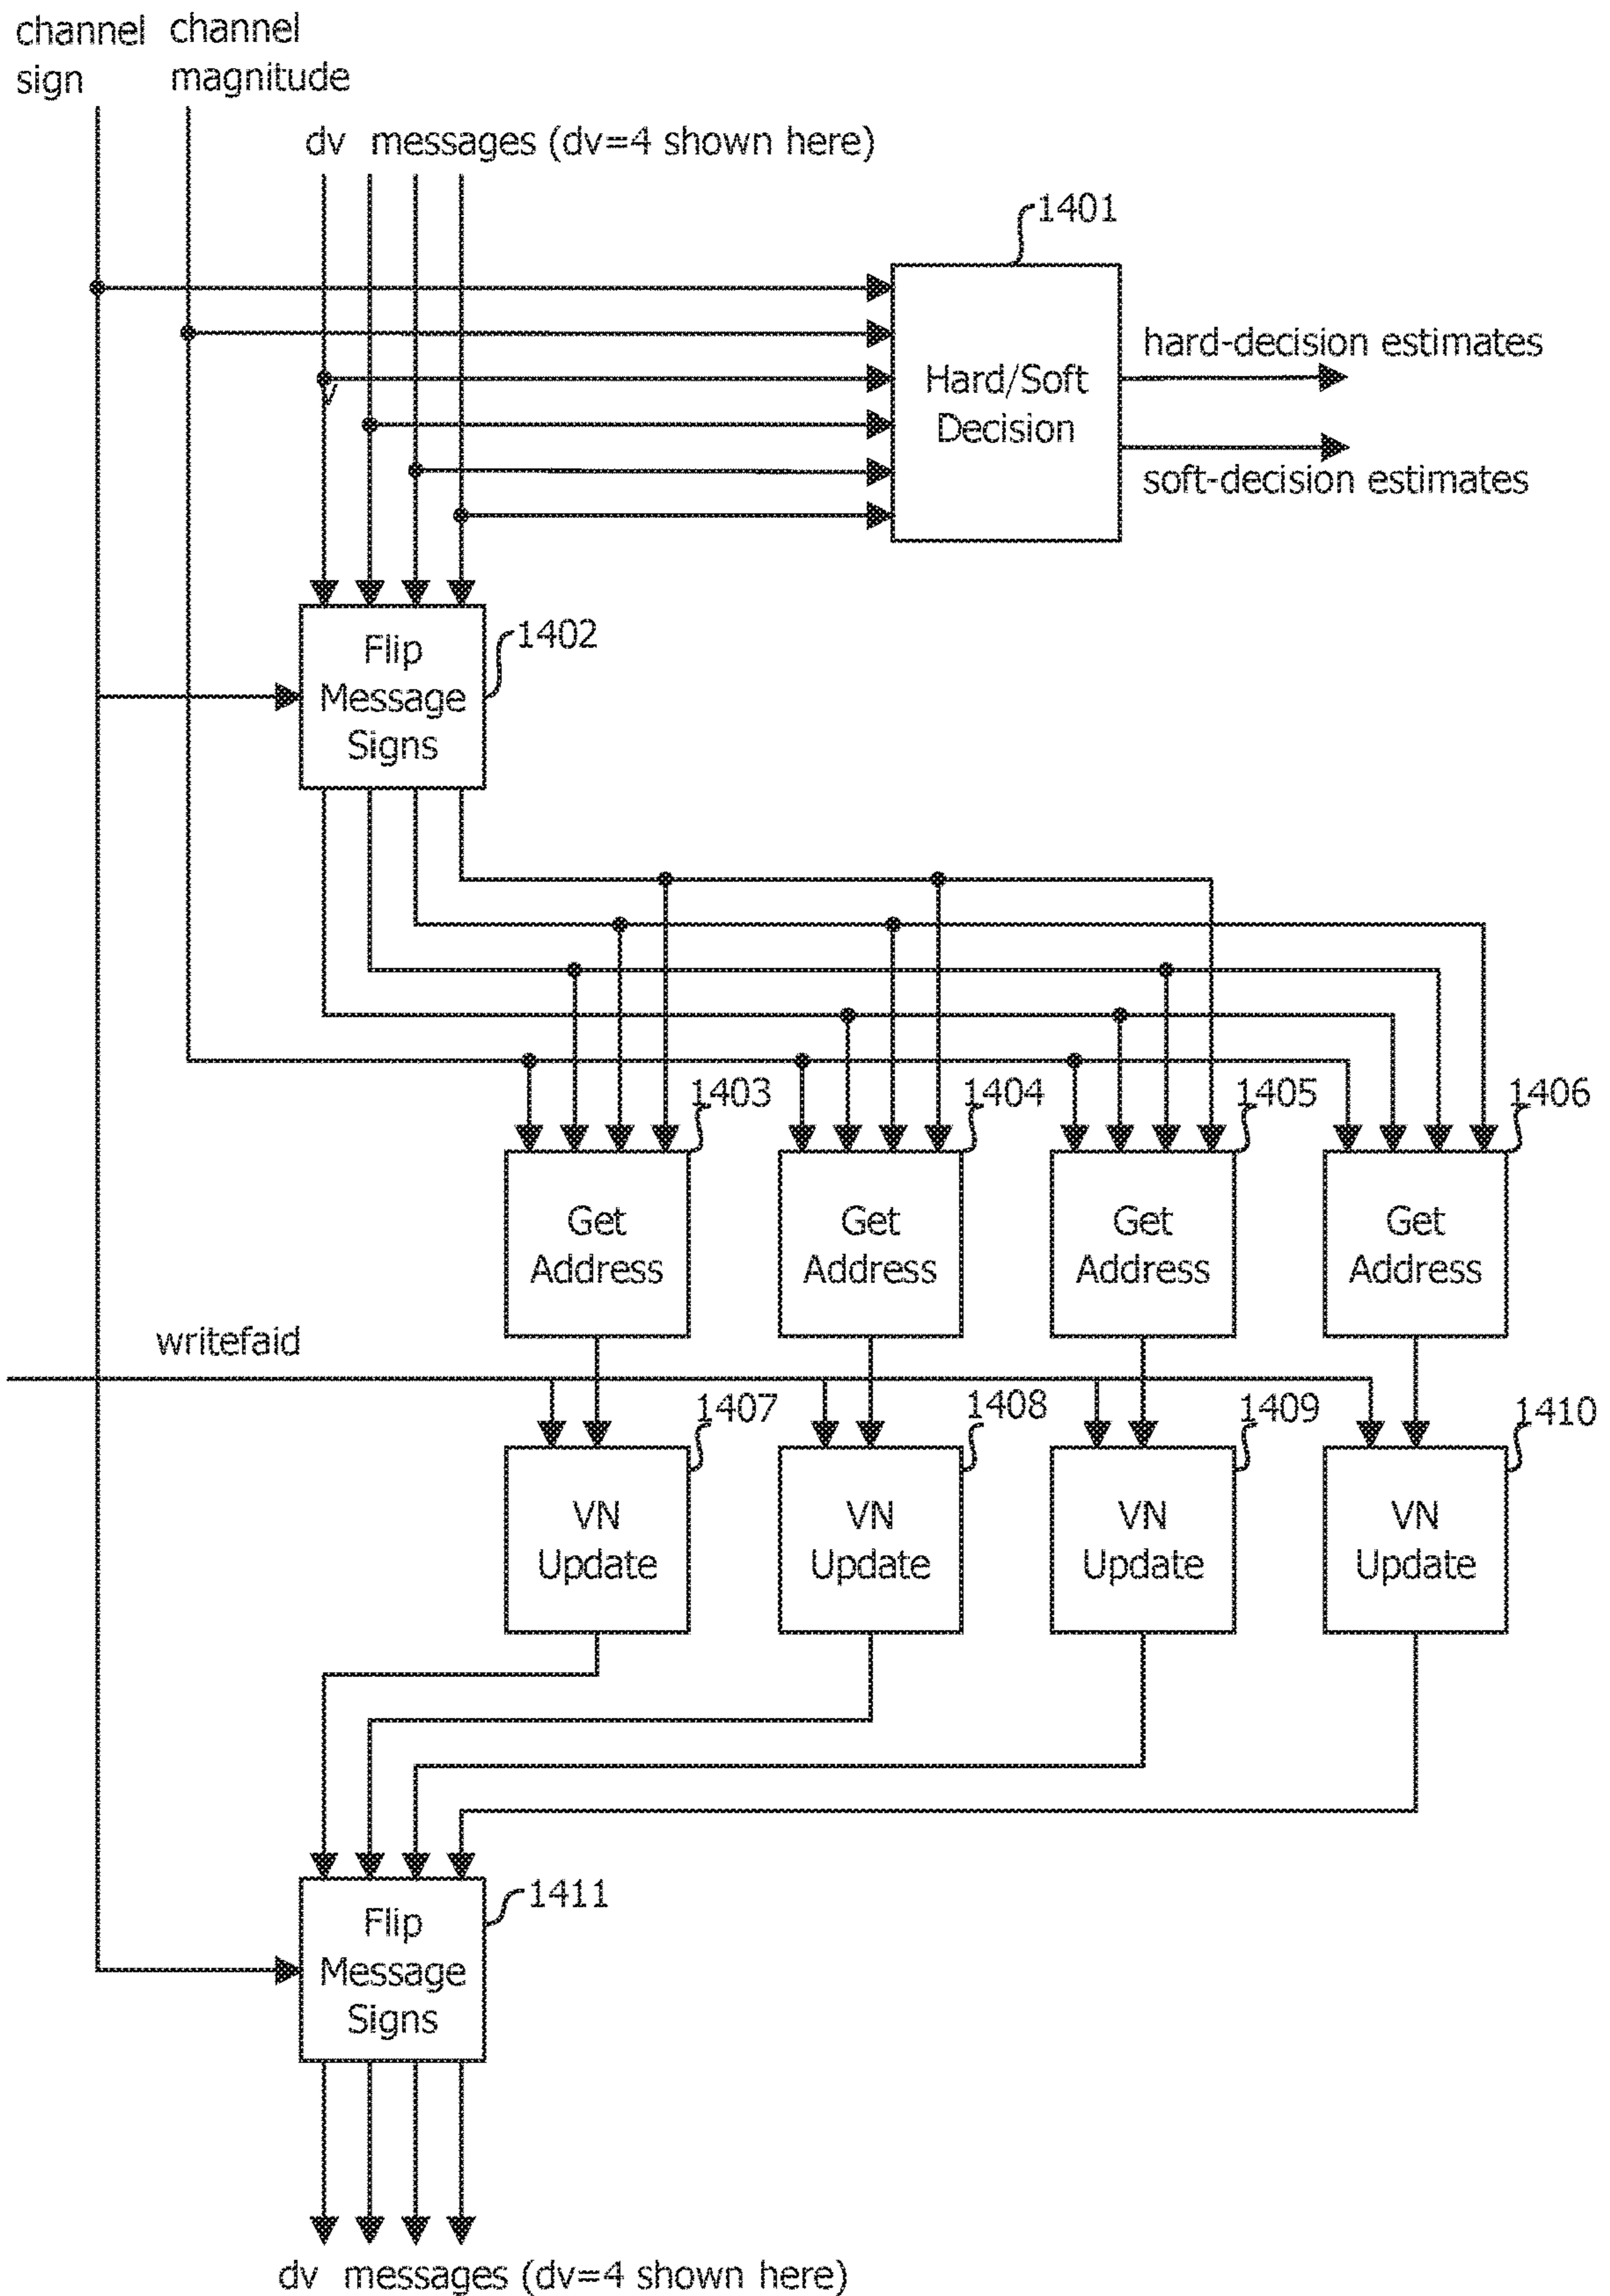 channel
sign
channel
magnitude
dv messages (dv=4 shown here)
1401
Hard/Soft
Decision
hard-decision estimates
soft-decision estimates
Flip
Message
Signs
1402
1403
1404
1405
1406
Get
Address
Get
Address
Get
Address
Get
Address
writefaid
1407
1408
1409
1410
VN
Update
VN
Update
VN
Update
VN
Update
1411
Flip
Message
Signs
dv messages (dv=4 shown here)